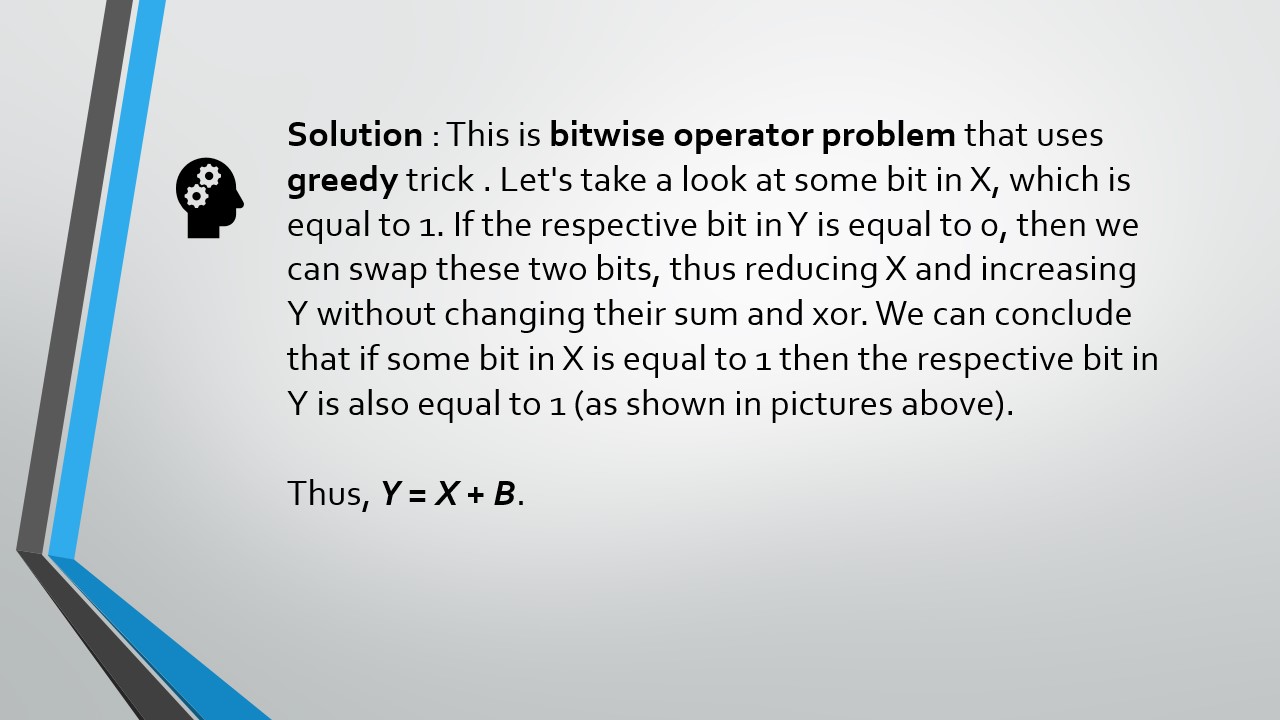 Solution : This is bitwise operator problem that uses
greedy trick . Let's take a look at some bit in X, which is
equal to 1. If the respective bit in Y is equal to 0, then we
can swap these two bits, thus reducing X and increasing
Y without changing their sum and xor. We can conclude
that if some bit in X is equal to 1 then the respective bit in
Y is also equal to 1 (as shown in pictures above).
Thus, Y = X + B.